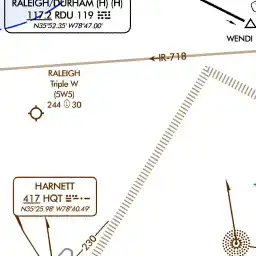 RALEIGH/DURHAM (H) (H)
117.2 RDU 119
N35°52.35' W78°47.00'
WENDI
IR-718
RALEIGH
Triple W
(5W5)
244 Ⓛ 30
HARNETT
417 HQT
N35°25.98' W78°40.49'
230